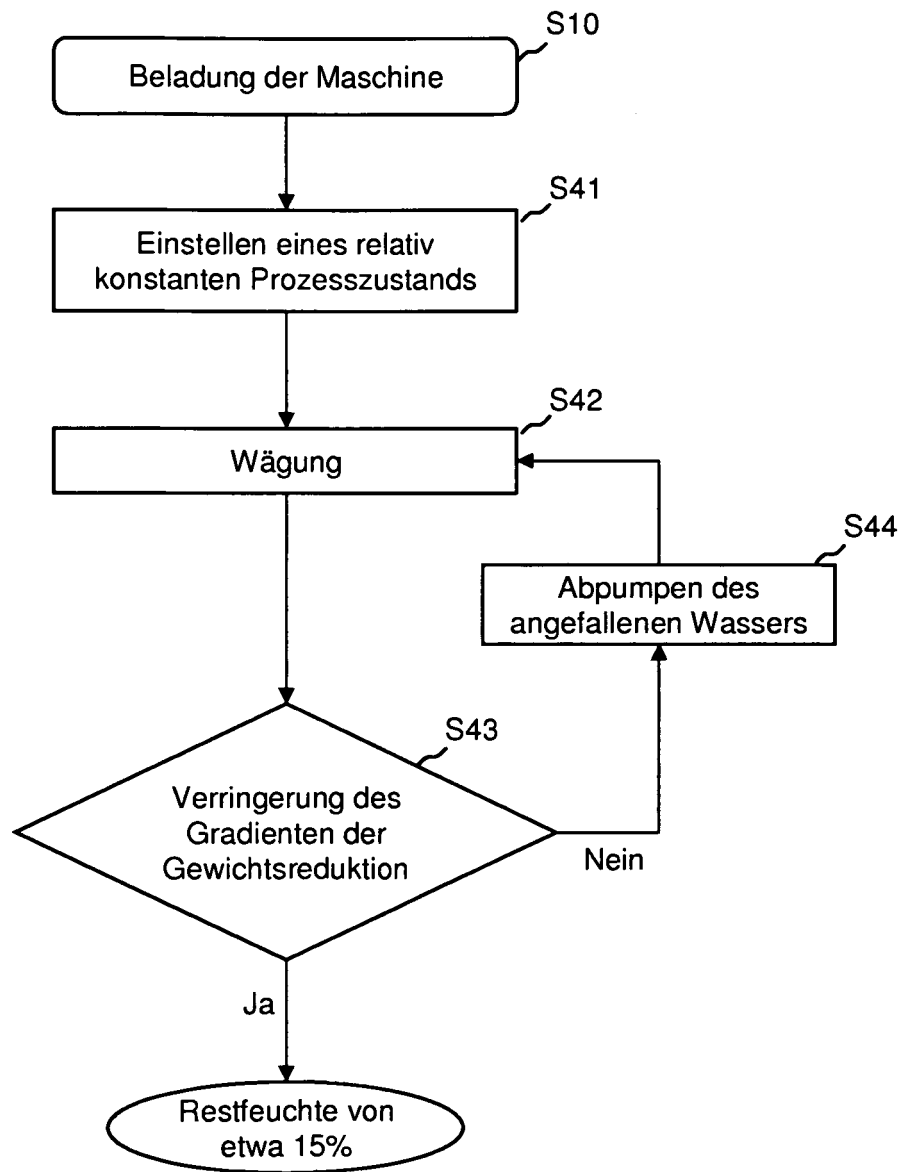 S10
Beladung der Maschine
S41
Einstellen eines relativ
konstanten Prozesszustands
S42
Wägung
S44
Abpumpen des
angefallenen Wassers
S43
Verringerung des
Gradienten der
Gewichtsreduktion
Nein
Ja
Restfeuchte von
etwa 15%